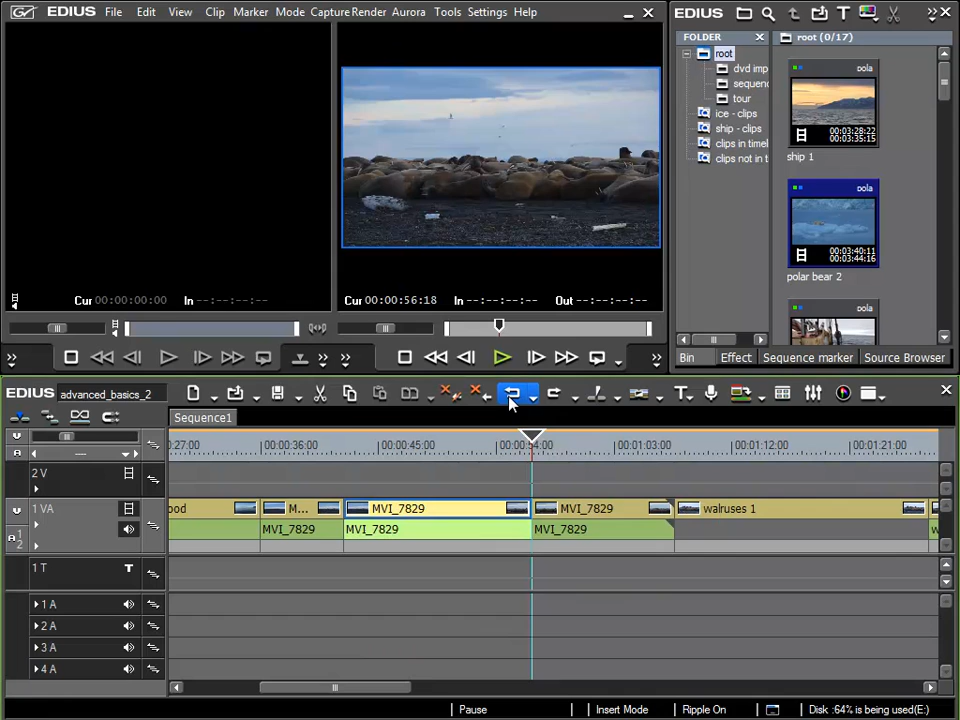 EDIUS File Edit View Clip Marker Mode Capture Render Aurora Tools Settings Help
Cur 00:00:00:00 In --:--:--:--
Cur 00:00:56:18 In --:--:--:-- Out --:--:--:--
EDIUS
FOLDER
root
dvd imp
sequenc
tour
ice - clips
ship - clips
clips in timel
clips not in t
root (0/17)
00:03:28:22
00:03:35:15
ship 1
00:03:40:11
00:03:44:16
polar bear 2
Bin Effect Sequence marker Source Browser
EDIUS advanced_basics_2
Sequence1
0:27:00 00:00:36:00 00:00:45:00 00:00:54:00 00:01:03:00 00:01:12:00 00:01:21:00
2 V
1 VA
ood M... MVI_7829 MVI_7829 walruses 1
MVI_7829 MVI_7829 MVI_7829 w
1 T T
1 A
2 A
3 A
4 A
Pause Insert Mode Ripple On Disk :64% is being used(E:)